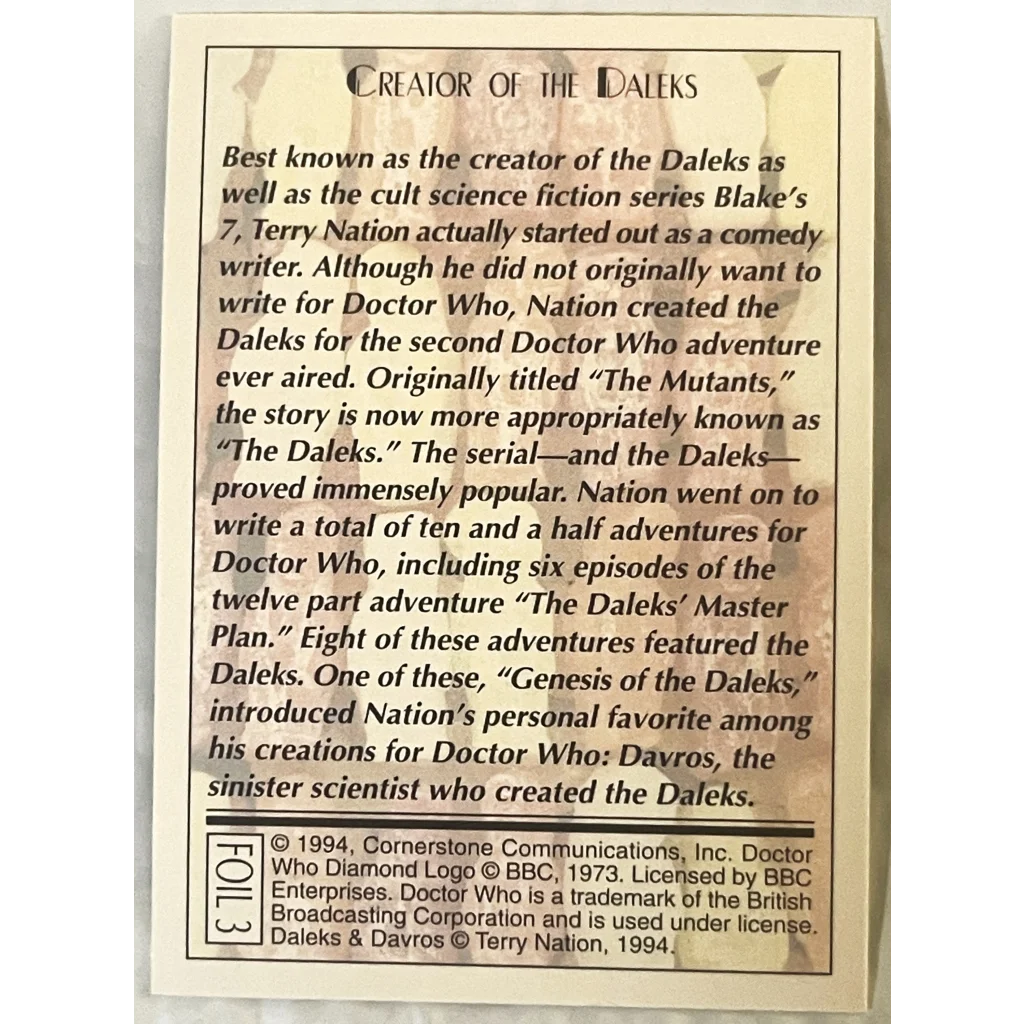 CREATOR OF THE DALEKS
Best known as the creator of the Daleks as
well as the cult science fiction series Blake's
7, Terry Nation actually started out as a comedy
writer. Although he did not originally want to
write for Doctor Who, Nation created the
Daleks for the second Doctor Who adventure
ever aired. Originally titled “The Mutants,”
the story is now more appropriately known as
“The Daleks.” The serial—and the Daleks—
proved immensely popular. Nation went on to
write a total of ten and a half adventures for
Doctor Who, including six episodes of the
twelve part adventure “The Daleks’ Master
Plan.” Eight of these adventures featured the
Daleks. One of these, “Genesis of the Daleks,”
introduced Nation’s personal favorite among
his creations for Doctor Who: Davros, the
sinister scientist who created the Daleks.
FOIL 3
© 1994, Cornerstone Communications, Inc. Doctor
Who Diamond Logo © BBC, 1973. Licensed by BBC
Enterprises. Doctor Who is a trademark of the British
Broadcasting Corporation and is used under license.
Daleks & Davros © Terry Nation, 1994.